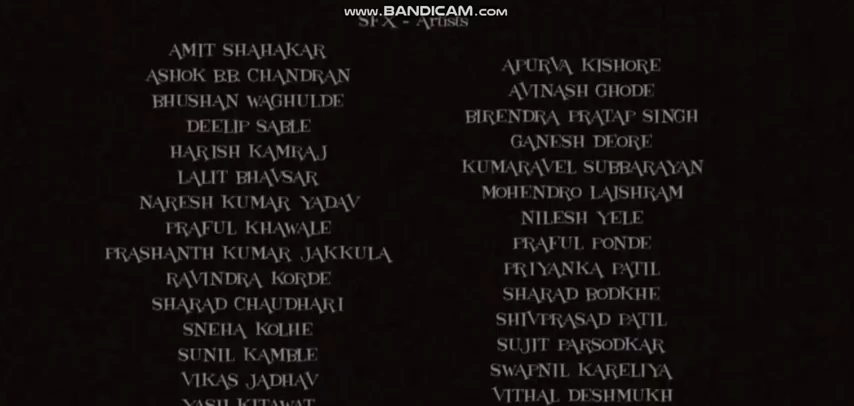 www.BANDICAM.com
SFX - Artists
AMIT SHAHAKAR
ASHOK B.B. CHANDRAN
BHUSHAN WAGHULDE
DEELIP SABLE
HARISH KAMRAJ
LALIT BHAVSAR
NARESH KUMAR YADAV
PRAFUL KHAWALE
PRASHANTH KUMAR JAKKULA
RAVINDRA KORDE
SHARAD CHAUDHARI
SNEHA KOLHE
SUNIL KAMBLE
VIKAS JADHAV
YASH KITAWAT
APURVA KISHORE
AVINASH GHODE
BIRENDRA PRATAP SINGH
GANESH DEORE
KUMARAVEL SUBBARAYAN
MOHENDRO LAISHRAM
NILESH YELE
PRAFUL PONDE
PRIYANKA PATIL
SHARAD BODKHE
SHIVPRASAD PATIL
SUJIT PARSODKAR
SWAPNIL KARELIYA
VITHAL DESHMUKH